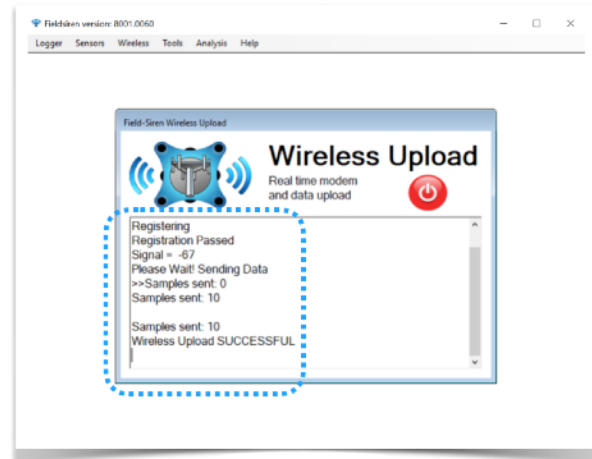 Fieldsiren version: 8001.0060
Logger Sensors Wireless Tools Analysis Help
Field-Siren Wireless Upload
Wireless Upload
Real time modem
and data upload
Registering
Registration Passed
Signal = -67
Please Wait! Sending Data
>>Samples sent: 0
Samples sent: 10
Samples sent: 10
Wireless Upload SUCCESSFUL